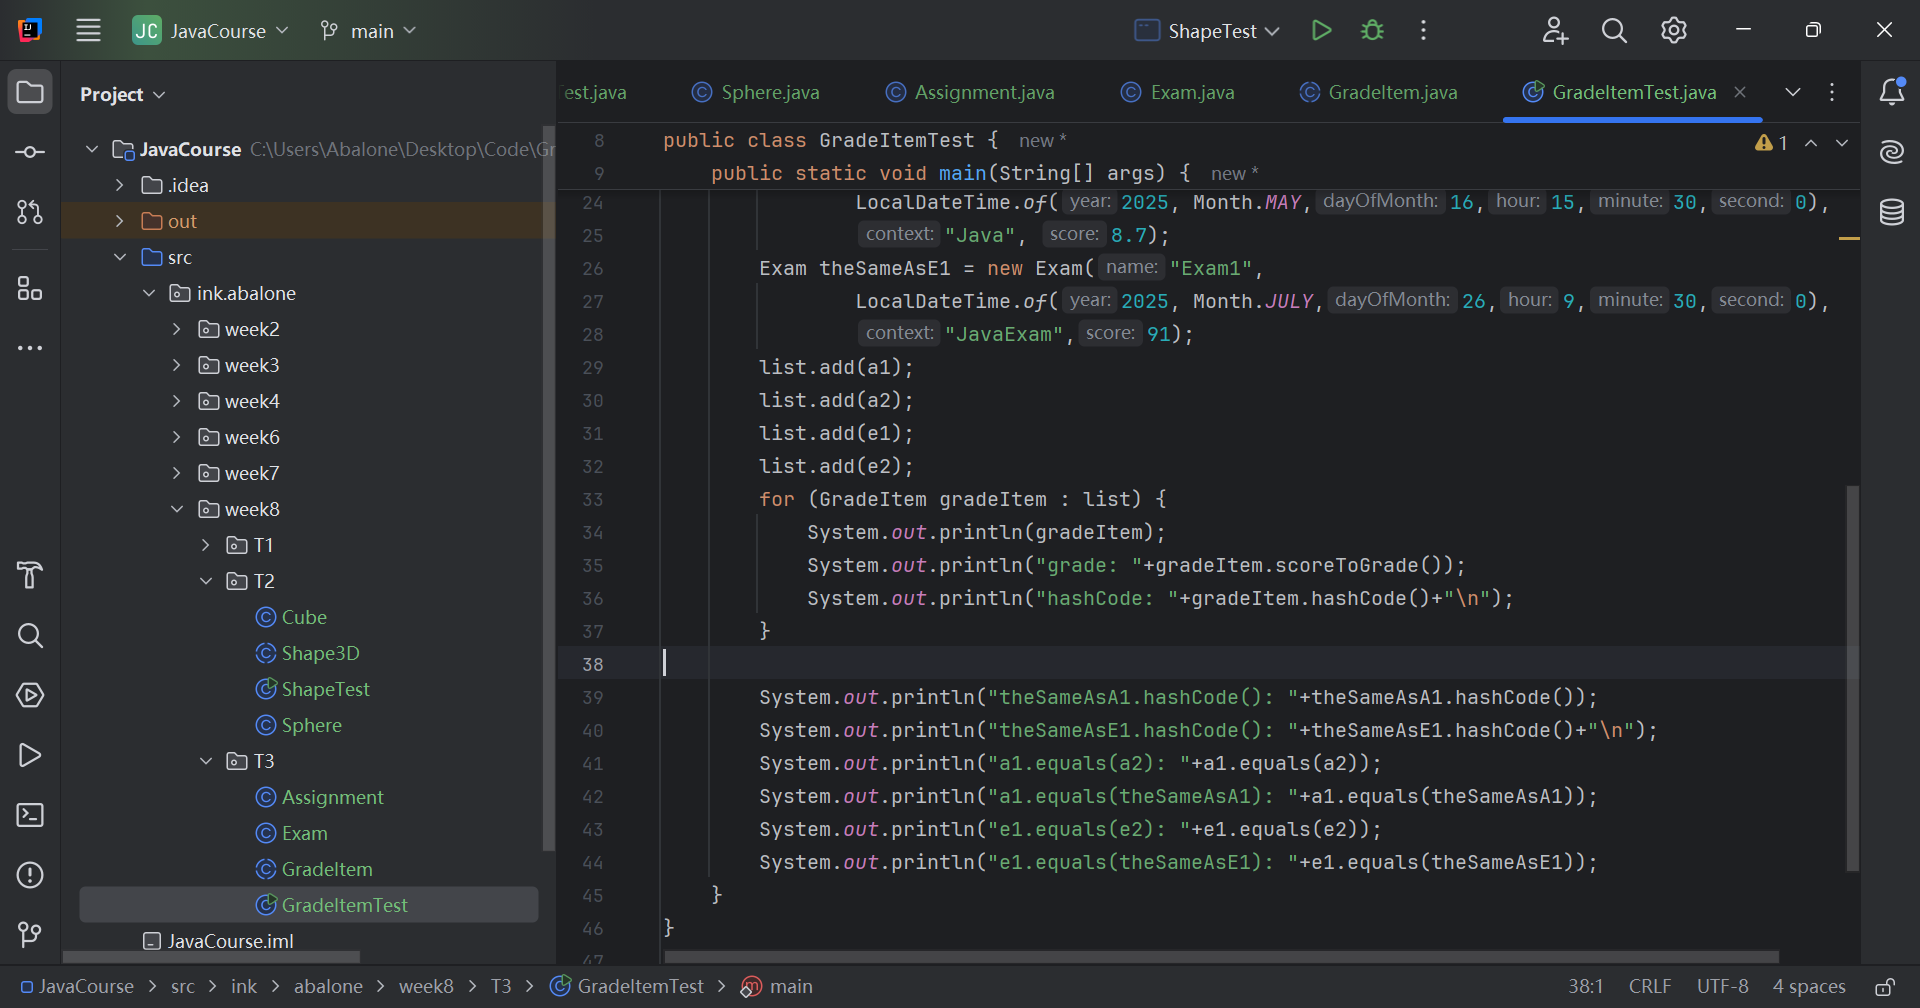 JC JavaCourse main ShapeTest
Project
JavaCourse C:\Users\Abalone\Desktop\Code\Gr
.idea
out
src
ink.abalone
week2
week3
week4
week6
week7
week8
T1
T2
Cube
Shape3D
ShapeTest
Sphere
T3
Assignment
Exam
GradeItem
GradeItemTest
JavaCourse.iml
est.java Sphere.java Assignment.java Exam.java GradeItem.java GradeItemTest.java
1
8 public class GradeItemTest { new *
9 public static void main(String[] args) { new *
24 LocalDateTime.of( year: 2025, Month.MAY, dayOfMonth: 16, hour: 15, minute: 30, second: 0),
25 context: "Java", score: 8.7);
26 Exam theSameAsE1 = new Exam( name: "Exam1",
27 LocalDateTime.of( year: 2025, Month.JULY, dayOfMonth: 26, hour: 9, minute: 30, second: 0),
28 context: "JavaExam", score: 91);
29 list.add(a1);
30 list.add(a2);
31 list.add(e1);
32 list.add(e2);
33 for (GradeItem gradeItem : list) {
34 System.out.println(gradeItem);
35 System.out.println("grade: "+gradeItem.scoreToGrade());
36 System.out.println("hashCode: "+gradeItem.hashCode()+"\n");
37 }
38
39 System.out.println("theSameAsA1.hashCode(): "+theSameAsA1.hashCode());
40 System.out.println("theSameAsE1.hashCode(): "+theSameAsE1.hashCode()+"\n");
41 System.out.println("a1.equals(a2): "+a1.equals(a2));
42 System.out.println("a1.equals(theSameAsA1): "+a1.equals(theSameAsA1));
43 System.out.println("e1.equals(e2): "+e1.equals(e2));
44 System.out.println("e1.equals(theSameAsE1): "+e1.equals(theSameAsE1));
45 }
46 }
47
JavaCourse > src > ink > abalone > week8 > T3 > GradeItemTest > main 38:1 CRLF UTF-8 4 spaces